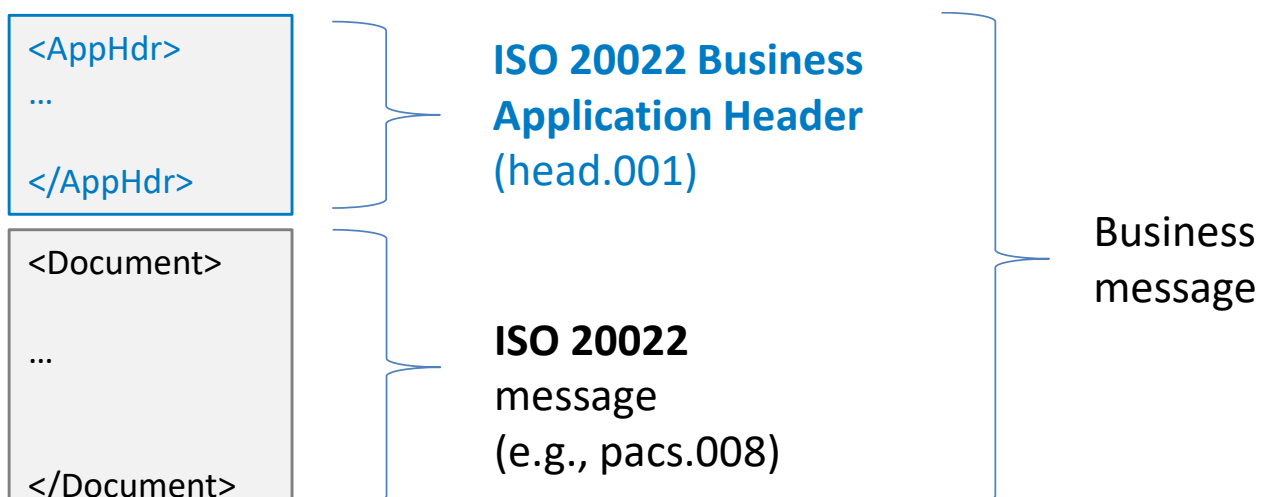 <AppHdr>
…
</AppHdr>
ISO 20022 Business
Application Header
(head.001)
<Document>
…
</Document>
ISO 20022
message
(e.g., pacs.008)
Business
message